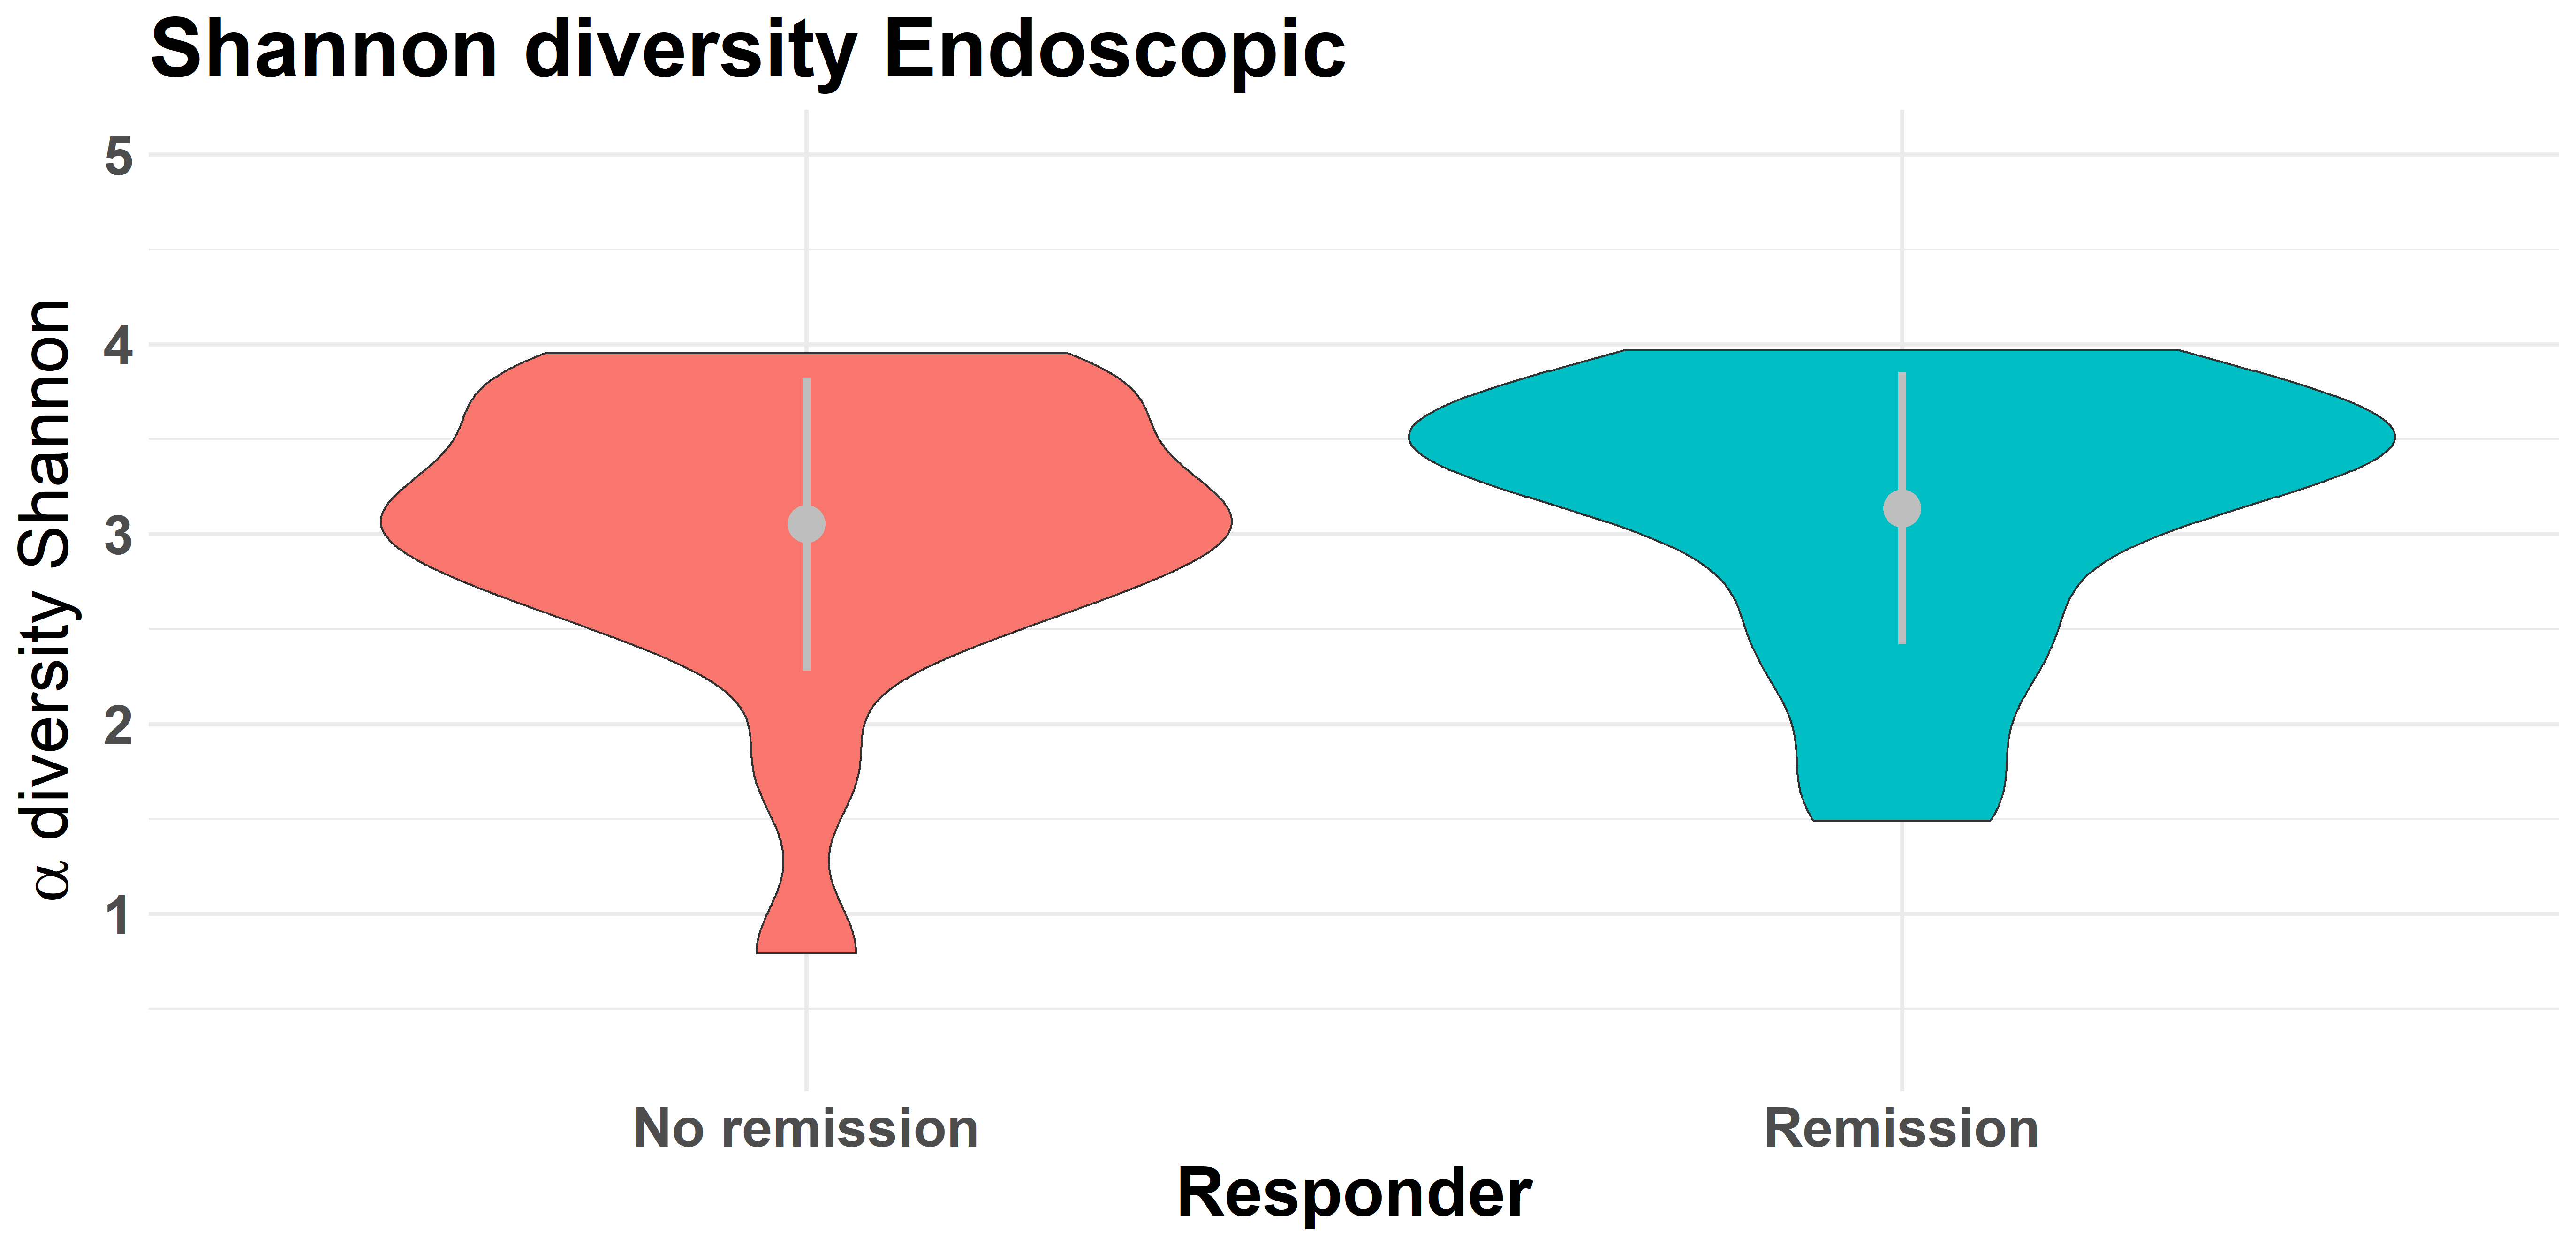 Shannon diversity Endoscopic
α diversity Shannon
5
4
3
2
1
No remission
Remission
Responder